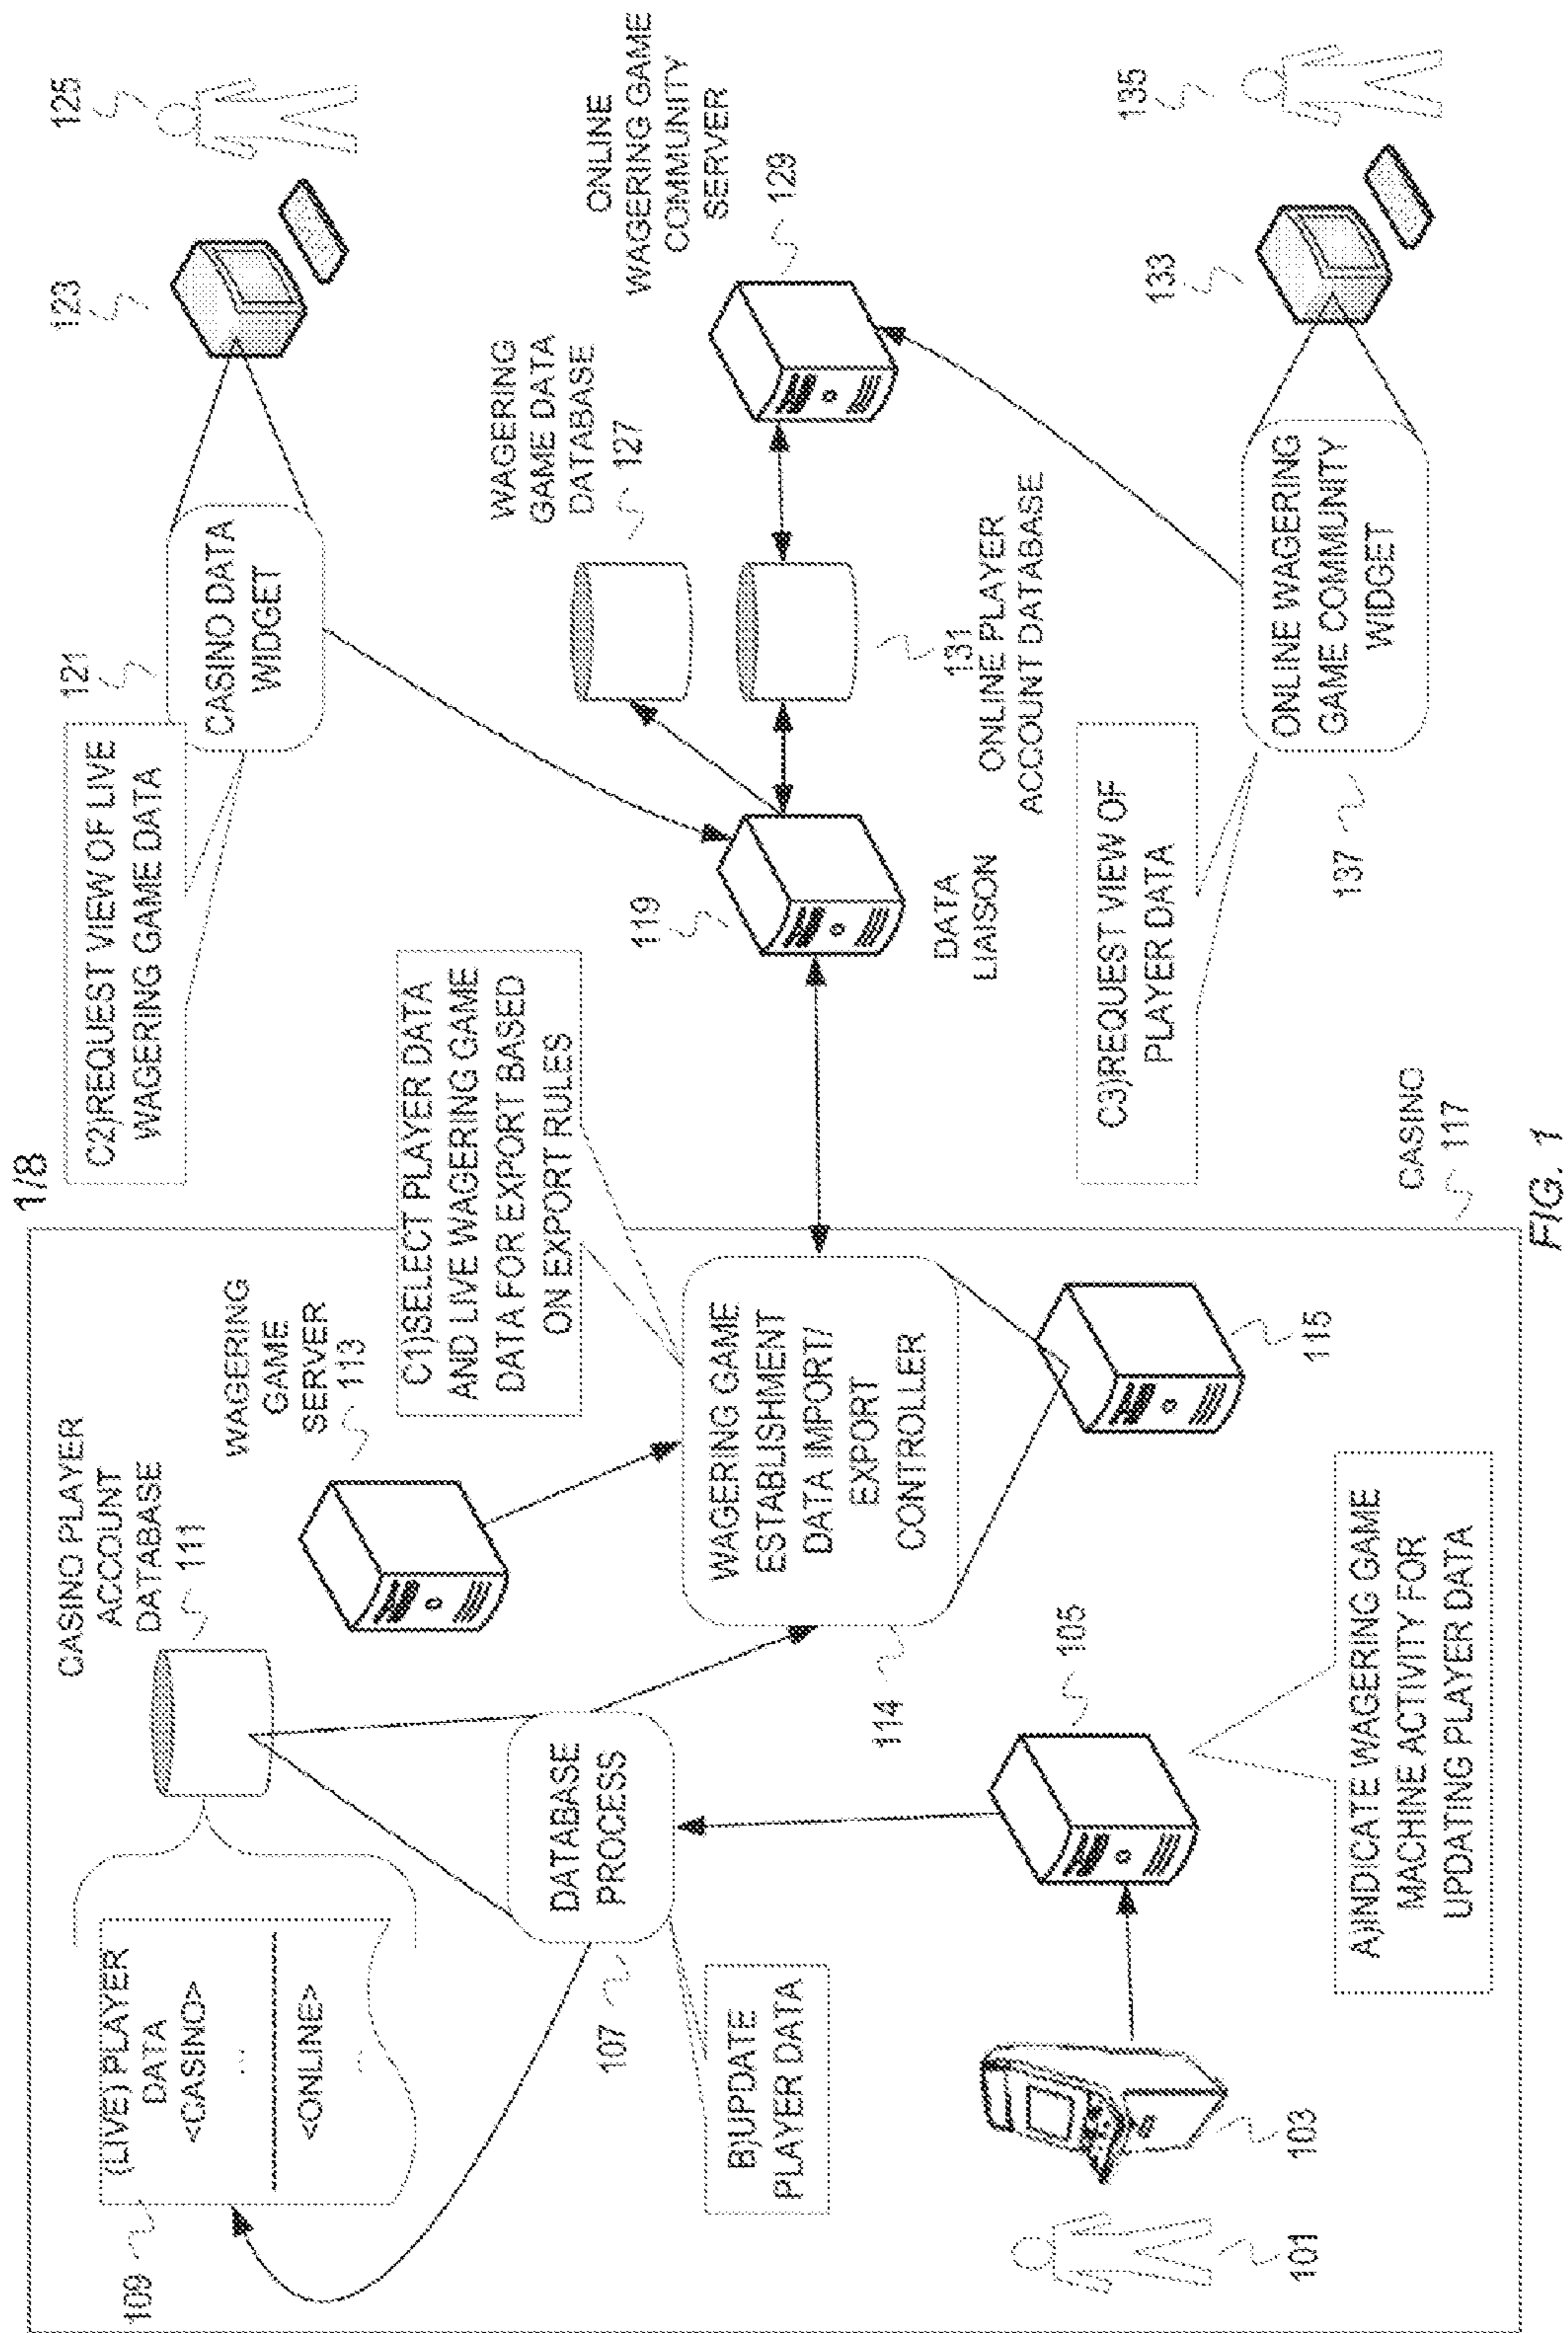 1/8
(LIVE) PLAYER
DATA
<CASINO>
...
<ONLINE>
...
109
CASINO PLAYER
ACCOUNT
DATABASE
111
WAGERING
GAME
SERVER
113
C1)SELECT PLAYER DATA
AND LIVE WAGERING GAME
DATA FOR EXPORT BASED
ON EXPORT RULES
DATABASE
PROCESS
107
B)UPDATE
PLAYER DATA
WAGERING GAME
ESTABLISHMENT
DATA IMPORT/
EXPORT
CONTROLLER
114
115
101
103
105
A)INDICATE WAGERING GAME
MACHINE ACTIVITY FOR
UPDATING PLAYER DATA
CASINO
117
C2)REQUEST VIEW OF LIVE
WAGERING GAME DATA
121
CASINO DATA
WIDGET
123
125
119
DATA
LIAISON
WAGERING
GAME DATA
DATABASE
127
131
ONLINE PLAYER
ACCOUNT DATABASE
ONLINE
WAGERING GAME
COMMUNITY
SERVER
129
C3)REQUEST VIEW OF
PLAYER DATA
137
ONLINE WAGERING
GAME COMMUNITY
WIDGET
133
135
FIG. 1